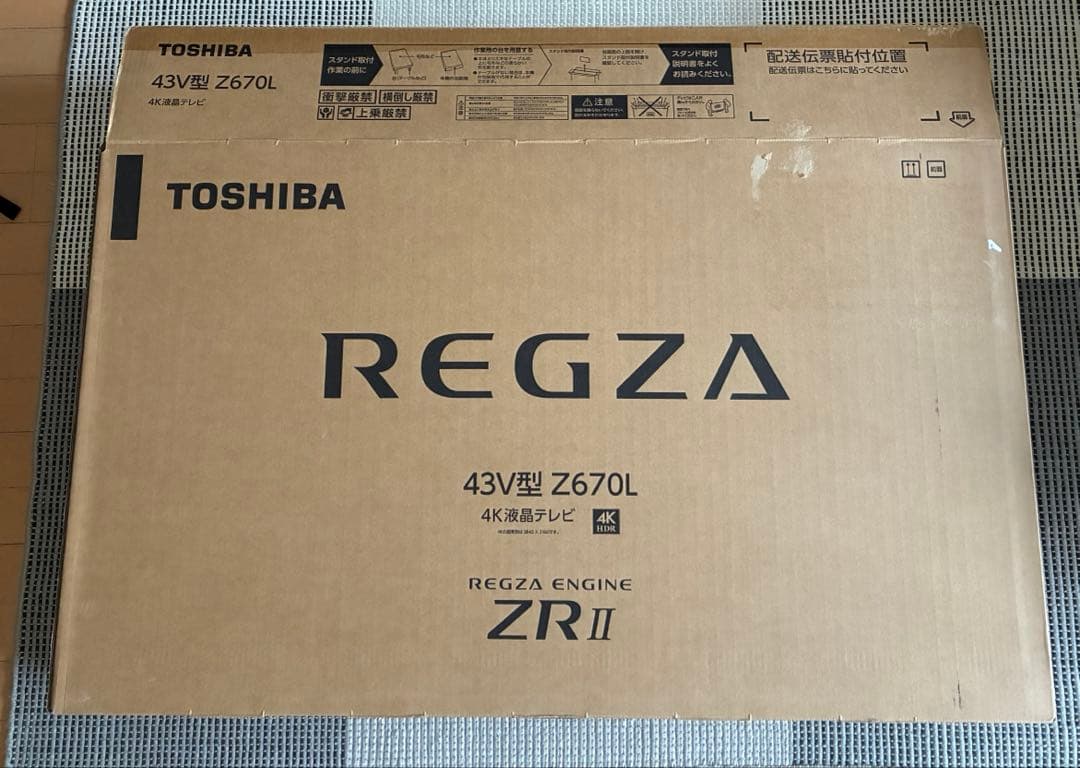 TOSHIBA
43V型 Z670L
4K液晶テレビ
スタンド取付
作業の前に
作業用の台を用意する
スタンド取付
説明書をよく
お読みください。
配送伝票貼付位置
配送伝票はこちらに貼ってください
衝撃厳禁 横倒し厳禁
上乗厳禁
注意
前面
TOSHIBA
前面
REGZA
43V型 Z670L
4K液晶テレビ 4K HDR
REGZA ENGINE
ZRII